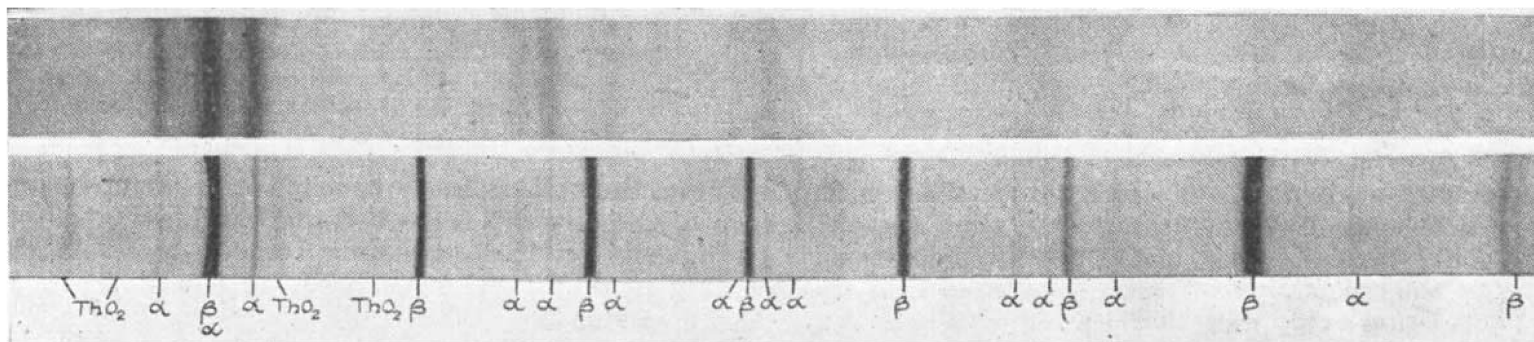 ThO₂ α β α ThO₂ ThO₂ β α α β α α β α α β α α β α β α β
α